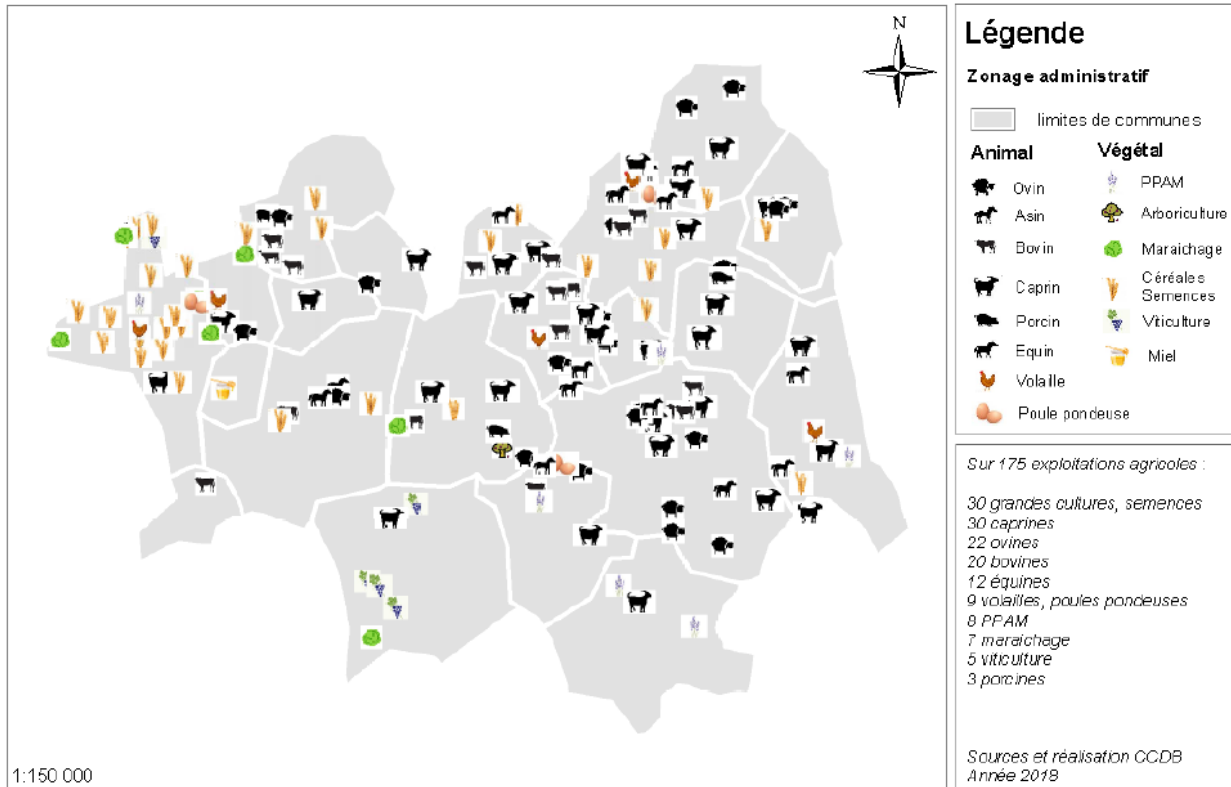 N
Légende
Zonage administratif
limites de communes
Animal Végétal
Ovin PPAM
Asin Arboriculture
Bovin Maraichage
Caprin Céréales
Semences
Porcin Viticulture
Equin Miel
Volaille
Poule pondeuse
Sur 175 exploitations agricoles :
30 grandes cultures, semences
30 caprines
22 ovines
20 bovines
12 équines
9 volailles, poules pondeuses
8 PPAM
7 maraichage
5 viticulture
3 porcines
Sources et réalisation CCDB
Année 2018
1:150 000